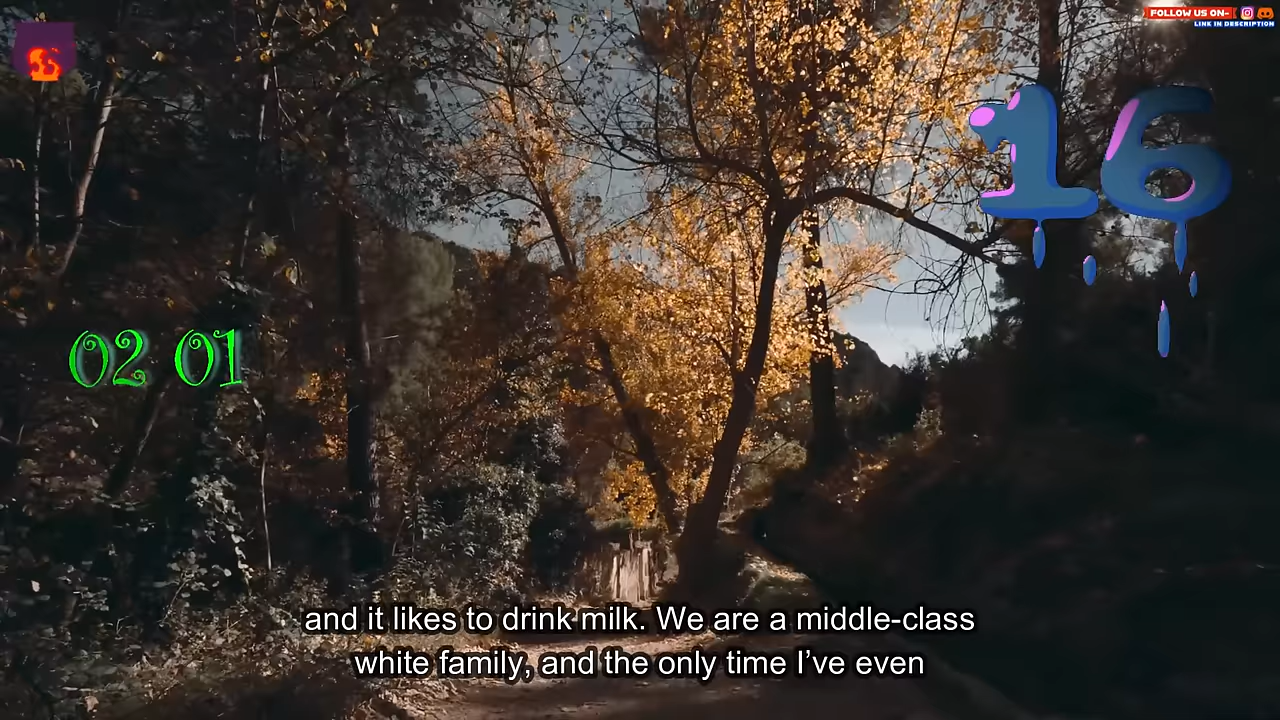 FOLLOW US ON-
LINK IN DESCRIPTION
16
02 01
and it likes to drink milk. We are a middle-class
white family, and the only time I've even